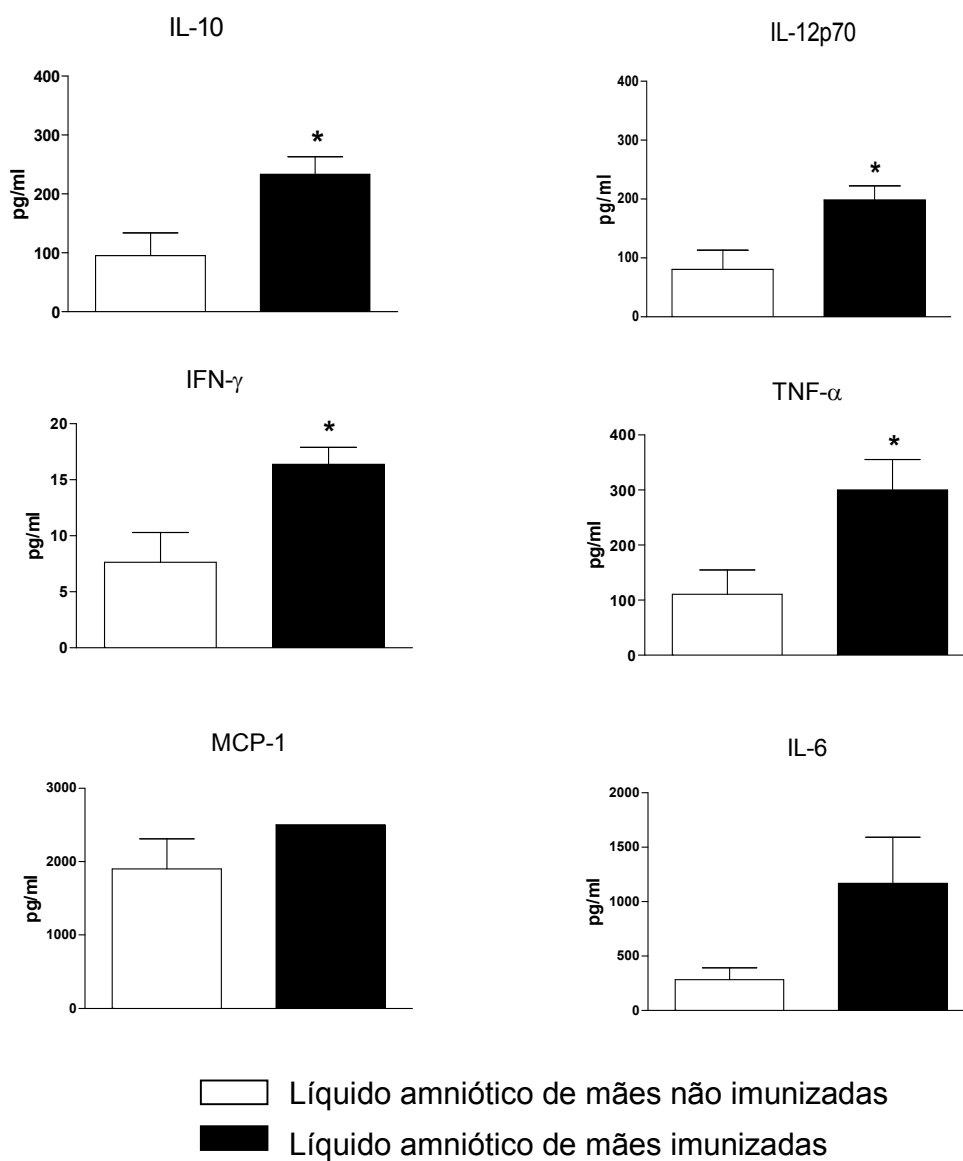 IL-10
400
300
200
100
0
pg/ml
*
IL-12p70
400
300
200
100
0
pg/ml
*
IFN-γ
20
15
10
5
0
pg/ml
*
TNF-α
400
300
200
100
0
pg/ml
*
MCP-1
3000
2000
1000
0
pg/ml
IL-6
2000
1500
1000
500
0
pg/ml
Líquido amniótico de mães não imunizadas
Líquido amniótico de mães imunizadas